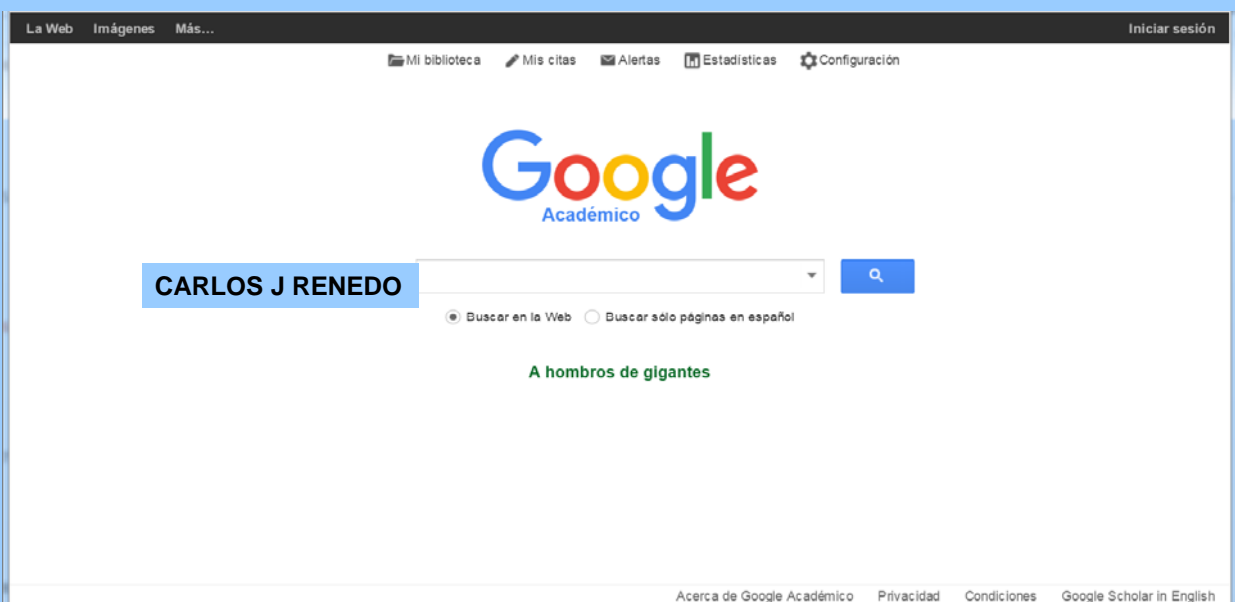 La Web Imágenes Más... Iniciar sesión
Mi biblioteca Mis citas Alertas Estadísticas Configuración
Google
Académico
CARLOS J RENEDO
Buscar en la Web Buscar sólo páginas en español
A hombros de gigantes
Acerca de Google Académico Privacidad Condiciones Google Scholar in English